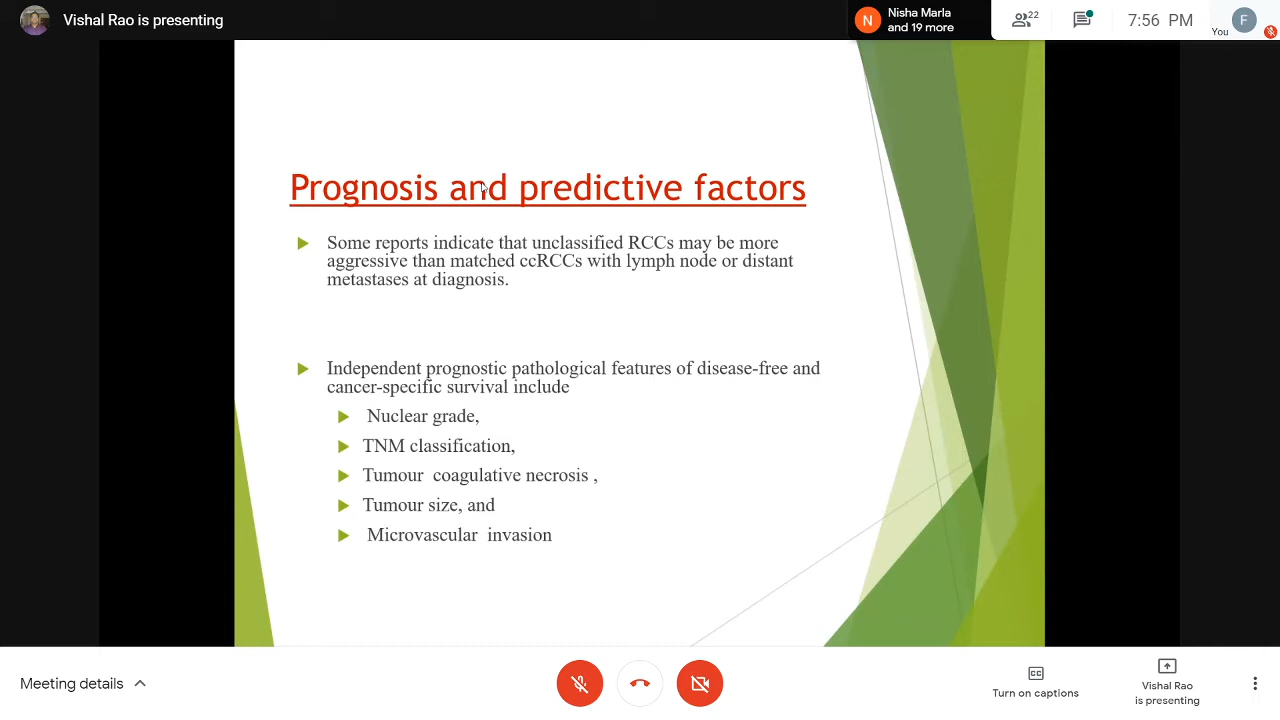 Vishal Rao is presenting
N
Nisha Marla
and 19 more
22
7:56 PM
You
F
Prognosis and predictive factors
Some reports indicate that unclassified RCCs may be more
aggressive than matched ccRCCs with lymph node or distant
metastases at diagnosis.
Independent prognostic pathological features of disease-free and
cancer-specific survival include
Nuclear grade,
TNM classification,
Tumour coagulative necrosis ,
Tumour size, and
Microvascular invasion
Meeting details
CC
Turn on captions
Vishal Rao
is presenting